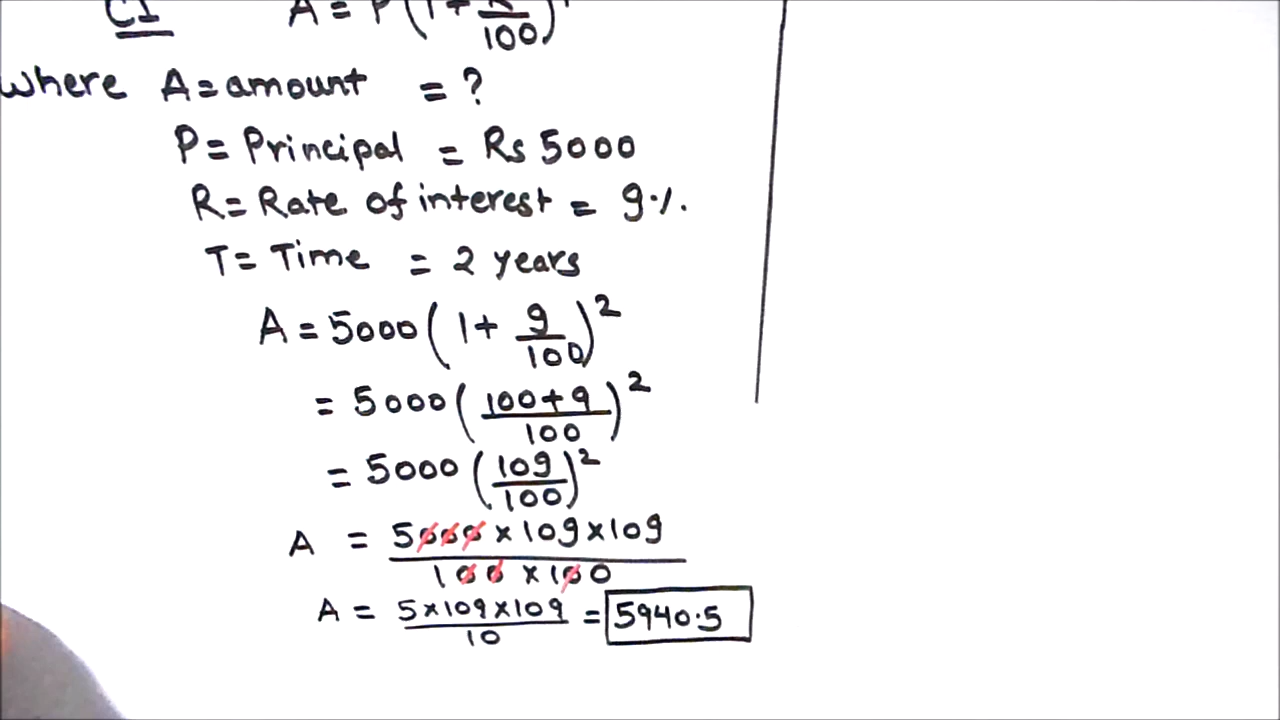 CI A = P(1 + R/100)
where A = amount = ?
P = Principal = Rs 5000
R = Rate of interest = 9%.
T = Time = 2 years
A = 5000(1 + 9/100)²
= 5000(100+9/100)²
= 5000(109/100)²
A = 5000 × 109 × 109/100 × 100
A = 5×109×109/10 = 5940.5